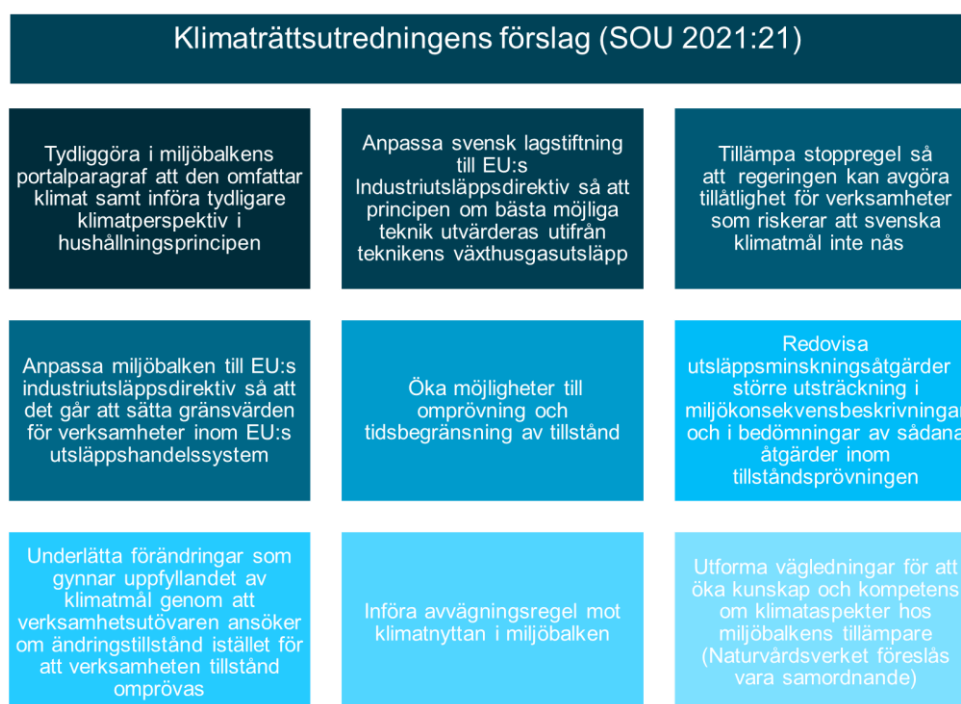 Klimaträttsutredningens förslag (SOU 2021:21)
Tydliggöra i miljöbalkens
portalparagraf att den omfattar
klimat samt införa tydligare
klimatperspektiv i
hushållningsprincipen
Anpassa svensk lagstiftning
till EU:s
Industriutsläppsdirektiv så att
principen om bästa möjliga
teknik utvärderas utifrån
teknikens växthusgasutsläpp
Tillämpa stoppregel så
att regeringen kan avgöra
tillåtlighet för verksamheter
som riskerar att svenska
klimatmål inte nås
Anpassa miljöbalken till EU:s
industriutsläppsdirektiv så att
det går att sätta gränsvärden
för verksamheter inom EU:s
utsläppshandelssystem
Öka möjligheter till
omprövning och
tidsbegränsning av tillstånd
Redovisa
utsläppsminskningsåtgärder
större utsträckning i
miljökonsekvensbeskrivningar
och i bedömningar av sådana
åtgärder inom
tillståndsprövningen
Underlätta förändringar som
gynnar uppfyllandet av
klimatmål genom att
verksamhetsutövaren ansöker
om ändringstillstånd istället för
att verksamheten tillstånd
omprövas
Införa avvägningsregel mot
klimatnyttan i miljöbalken
Utforma vägledningar för att
öka kunskap och kompetens
om klimataspekter hos
miljöbalkens tillämpare
(Naturvårdsverket föreslås
vara samordnande)